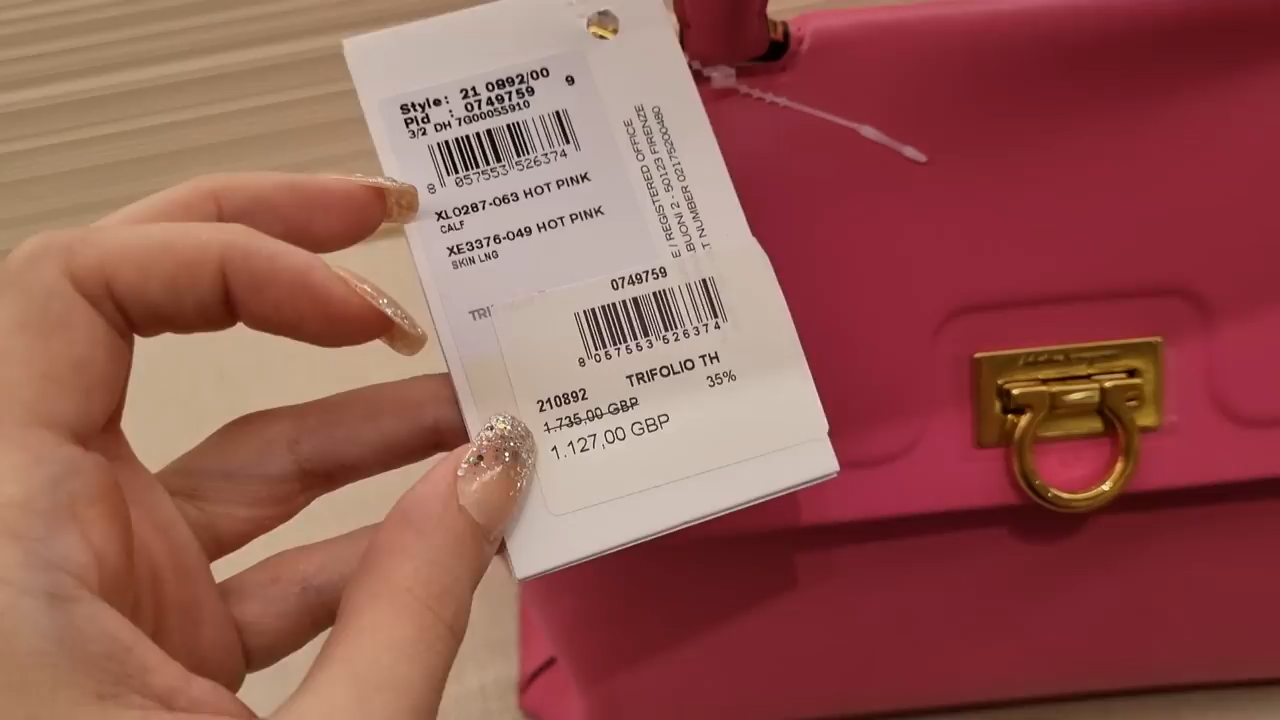 Style: 21 0892/00 9
Pld : 0749759
3/2 DH 7G00055910
8 057553 526374
XL0287-063 HOT PINK
CALF
XE3376-049 HOT PINK
SKIN LNG
TRI
E / REGISTERED OFFICE
BUONI, 2 - 50123 FIRENZE
T NUMBER 02175200480
0749759
8 057553 526374
210892 TRIFOLIO TH
1.735,00 GBP 35%
1.127,00 GBP